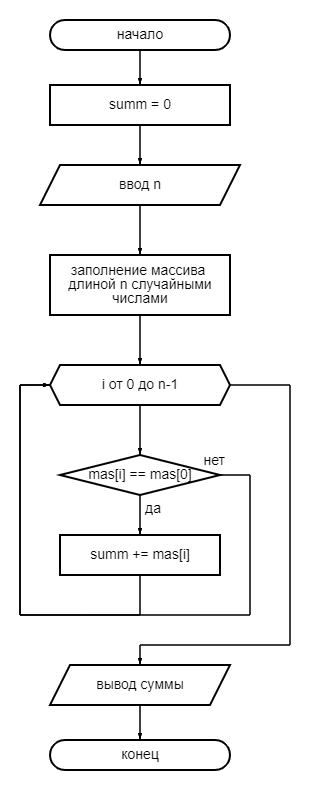 начало
summ = 0
ввод n
заполнение массива
длиной n случайными
числами
i от 0 до n-1
mas[i] == mas[0]
нет
да
summ += mas[i]
вывод суммы
конец